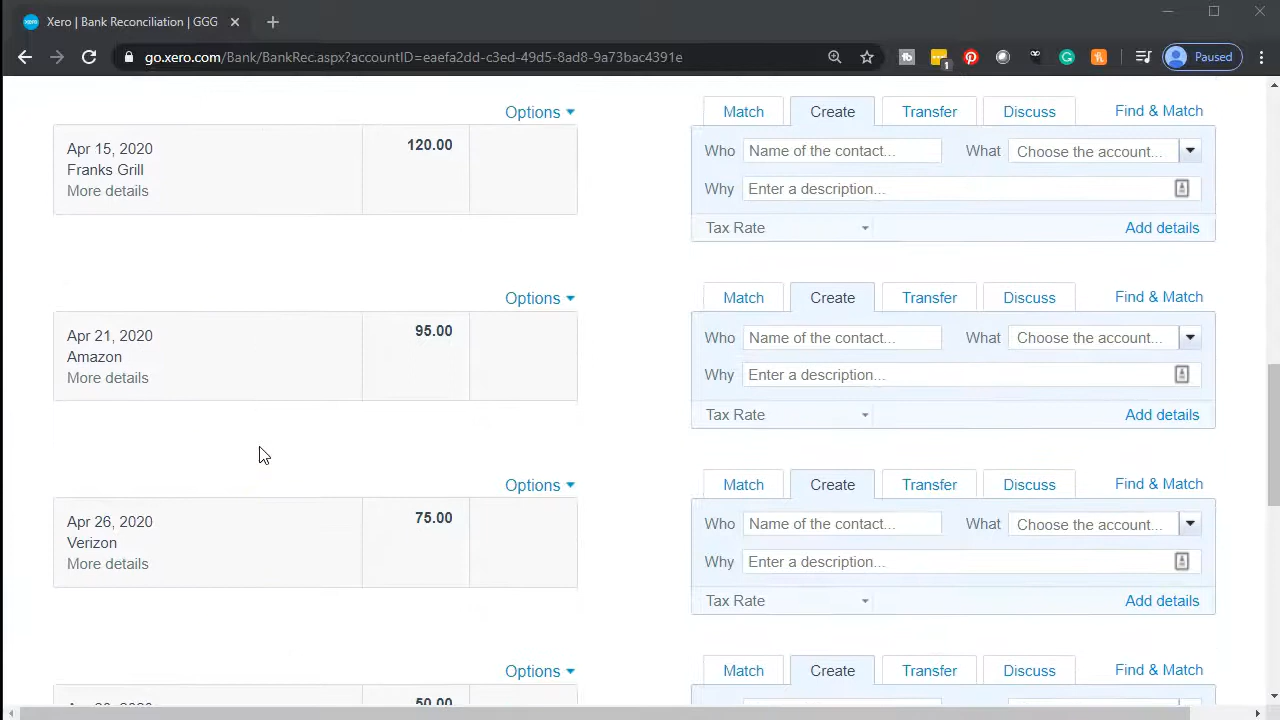 xero
Xero | Bank Reconciliation | GGG
go.xero.com/Bank/BankRec.aspx?accountID=eaefa2dd-c3ed-49d5-8ad8-9a73bac4391e
1
Paused
Options
Match Create Transfer Discuss Find & Match
Apr 15, 2020 120.00
Franks Grill
More details
Who Name of the contact... What Choose the account...
Why Enter a description...
Tax Rate Add details
Options
Match Create Transfer Discuss Find & Match
Apr 21, 2020 95.00
Amazon
More details
Who Name of the contact... What Choose the account...
Why Enter a description...
Tax Rate Add details
Options
Match Create Transfer Discuss Find & Match
Apr 26, 2020 75.00
Verizon
More details
Who Name of the contact... What Choose the account...
Why Enter a description...
Tax Rate Add details
Options
Match Create Transfer Discuss Find & Match
50.00